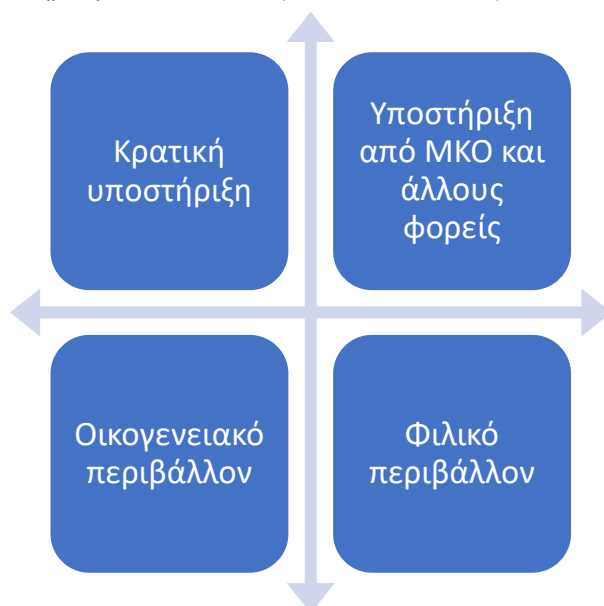 Κρατική
υποστήριξη
Υποστήριξη
από ΜΚΟ και
άλλους
φορείς
Οικογενειακό
περιβάλλον
Φιλικό
περιβάλλον